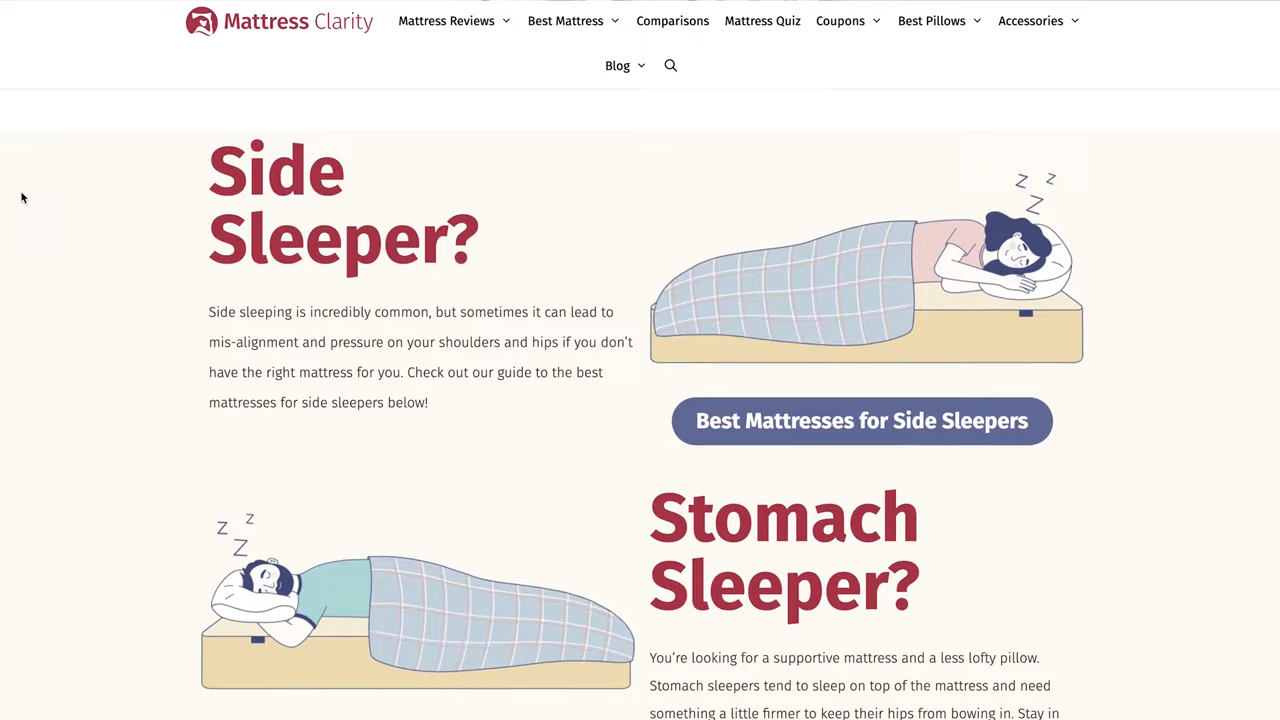 Mattress Clarity
Mattress Reviews Best Mattress Comparisons Mattress Quiz Coupons Best Pillows Accessories
Blog
Side
Sleeper?
Side sleeping is incredibly common, but sometimes it can lead to
mis-alignment and pressure on your shoulders and hips if you don't
have the right mattress for you. Check out our guide to the best
mattresses for side sleepers below!
z z
z
Best Mattresses for Side Sleepers
z z
z
Stomach
Sleeper?
You're looking for a supportive mattress and a less lofty pillow.
Stomach sleepers tend to sleep on top of the mattress and need
something a little firmer to keep their hips from bowing in. Stay in